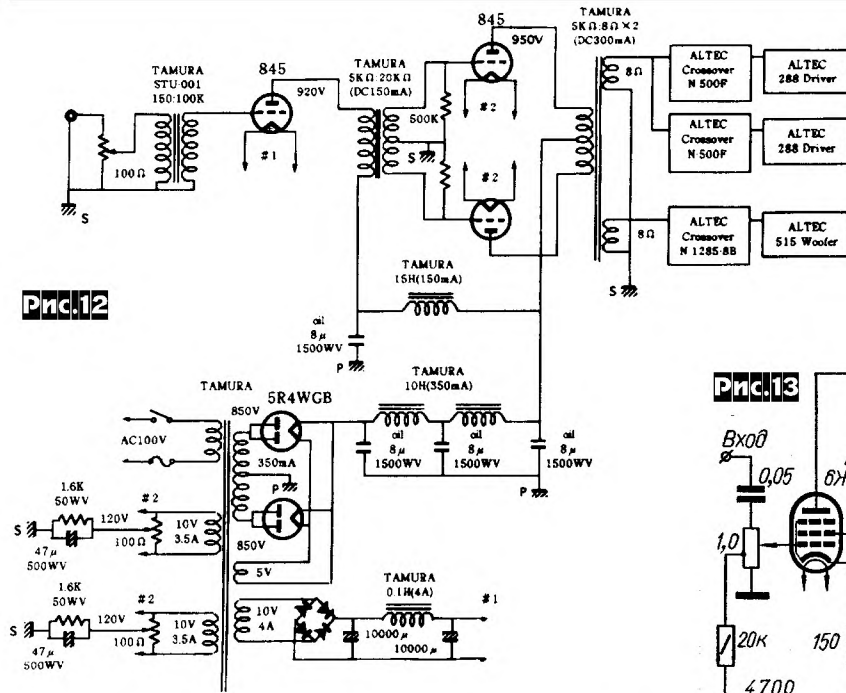 TAMURA
STU-001
150:100K
845
920V
100Ω
#1
S
TAMURA
5KΩ:20KΩ
(DC150mA)
845
950V
500K
#2
S
#2
TAMURA
5KΩ:8Ω×2
(DC300mA)
8Ω
8Ω
S
ALTEC
Crossover
N 500F
ALTEC
288 Driver
ALTEC
Crossover
N-500F
ALTEC
288 Driver
ALTEC
Crossover
N 1285-8B
ALTEC
515 Woofer
TAMURA
15H(150mA)
oil
8μ
1500WV
P
Рис.12
TAMURA
5R4WGB
850V
AC100V
350mA
P
850V
5V
TAMURA
10H(350mA)
oil
8μ
1500WV
oil
8μ
1500WV
oil
8μ
1500WV
P
1.6K
50WV
#2
S
120V
10V
3.5A
100Ω
47μ
500WV
1.6K
50WV
#2
S
120V
10V
3.5A
100Ω
47μ
500WV
10V
4A
TAMURA
0.1H(4A)
#1
10000μ
10000μ
Рис.13
Вход
0,05
6Ж
1,0
20к
150
4700